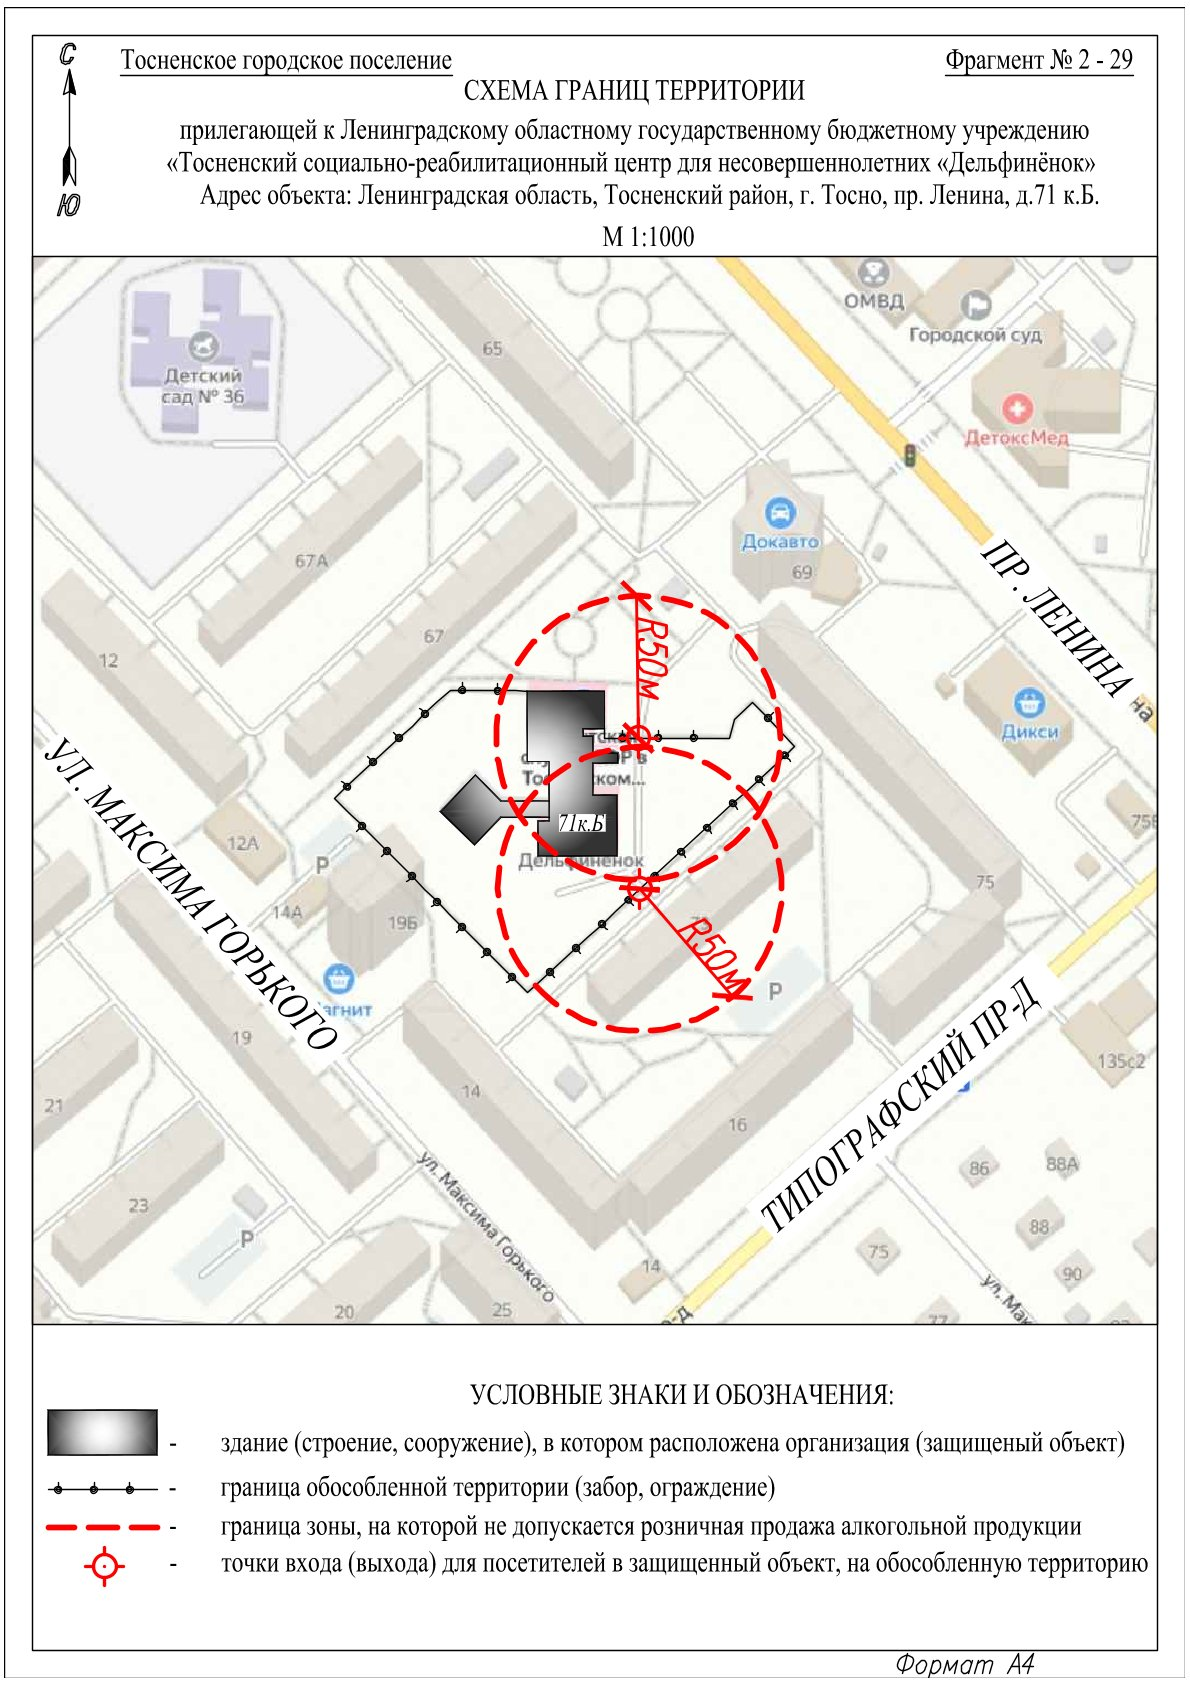 С
Ю
Тосненское городское поселение
Фрагмент № 2 - 29
СХЕМА ГРАНИЦ ТЕРРИТОРИИ
прилегающей к Ленинградскому областному государственному бюджетному учреждению
«Тосненский социально-реабилитационный центр для несовершеннолетних «Дельфинёнок»
Адрес объекта: Ленинградская область, Тосненский район, г. Тосно, пр. Ленина, д.71 к.Б.
М 1:1000
ОМВД
Городской суд
65
Детский
сад № 36
ДетоксМед
Докавто
69
67А
ПР. ЛЕНИНА
на
67
12
R50м
Дикси
УЛ. МАКСИМА ГОРЬКОГО
71к.Б
Дельфинёнок
12А
Р
14А
19Б
75
R50м
Р
ТИПОГРАФСКИЙ ПР-Д
19
135с2
21
14
16
86
88А
ул. Максима Горького
23
Р
88
75
14
90
20
25
77
УСЛОВНЫЕ ЗНАКИ И ОБОЗНАЧЕНИЯ:
- здание (строение, сооружение), в котором расположена организация (защищеный объект)
- граница обособленной территории (забор, ограждение)
- граница зоны, на которой не допускается розничная продажа алкогольной продукции
- точки входа (выхода) для посетителей в защищенный объект, на обособленную территорию
Формат А4